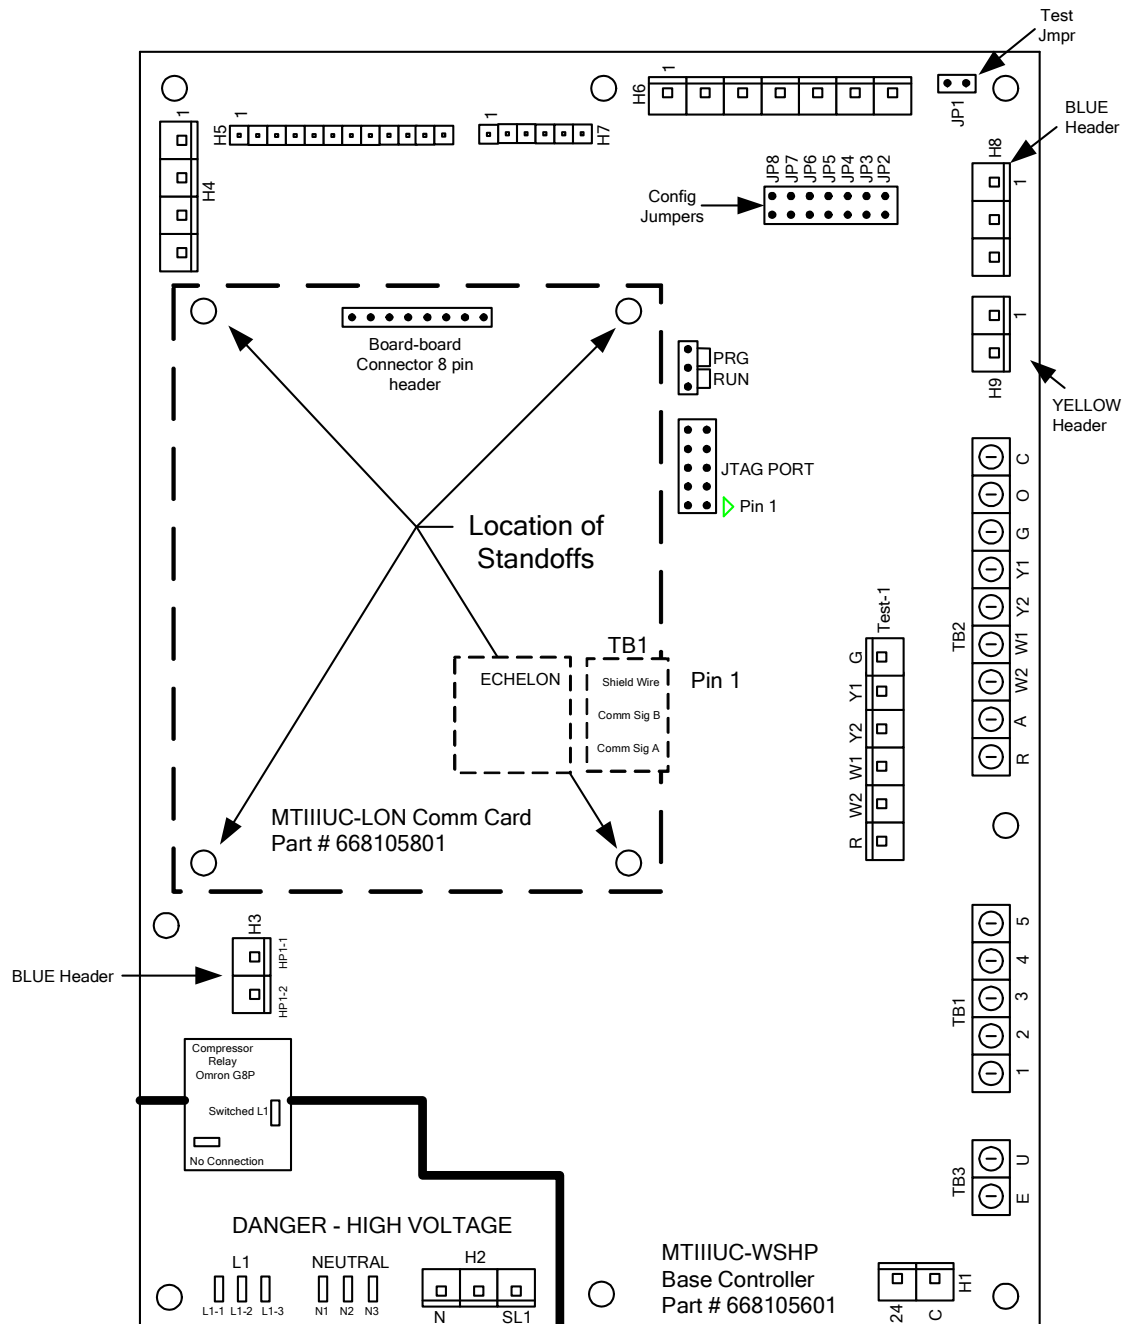 Test
Jmpr
H6
1
JP1
BLUE
Header
H5
1
1
H7
H4
1
H8
1
JP8
JP7
JP6
JP5
JP4
JP3
JP2
Config
Jumpers
Board-board
Connector 8 pin
header
PRG
RUN
1
H9
YELLOW
Header
JTAG PORT
Pin 1
Location of
Standoffs
TB2
C
O
G
Y1
Y2
W1
W2
A
R
Test-1
G
Y1
Y2
W1
W2
R
TB1
Pin 1
ECHELON
Shield Wire
Comm Sig B
Comm Sig A
MTIIIUC-LON Comm Card
Part # 668105801
H3
HP1-1
HP1-2
BLUE Header
TB1
5
4
3
2
1
Compressor
Relay
Omron G8P
Switched L1
No Connection
TB3
U
E
DANGER - HIGH VOLTAGE
L1
L1-1
L1-2
L1-3
NEUTRAL
N1
N2
N3
H2
N
SL1
MTIIIUC-WSHP
Base Controller
Part # 668105601
H1
24
C